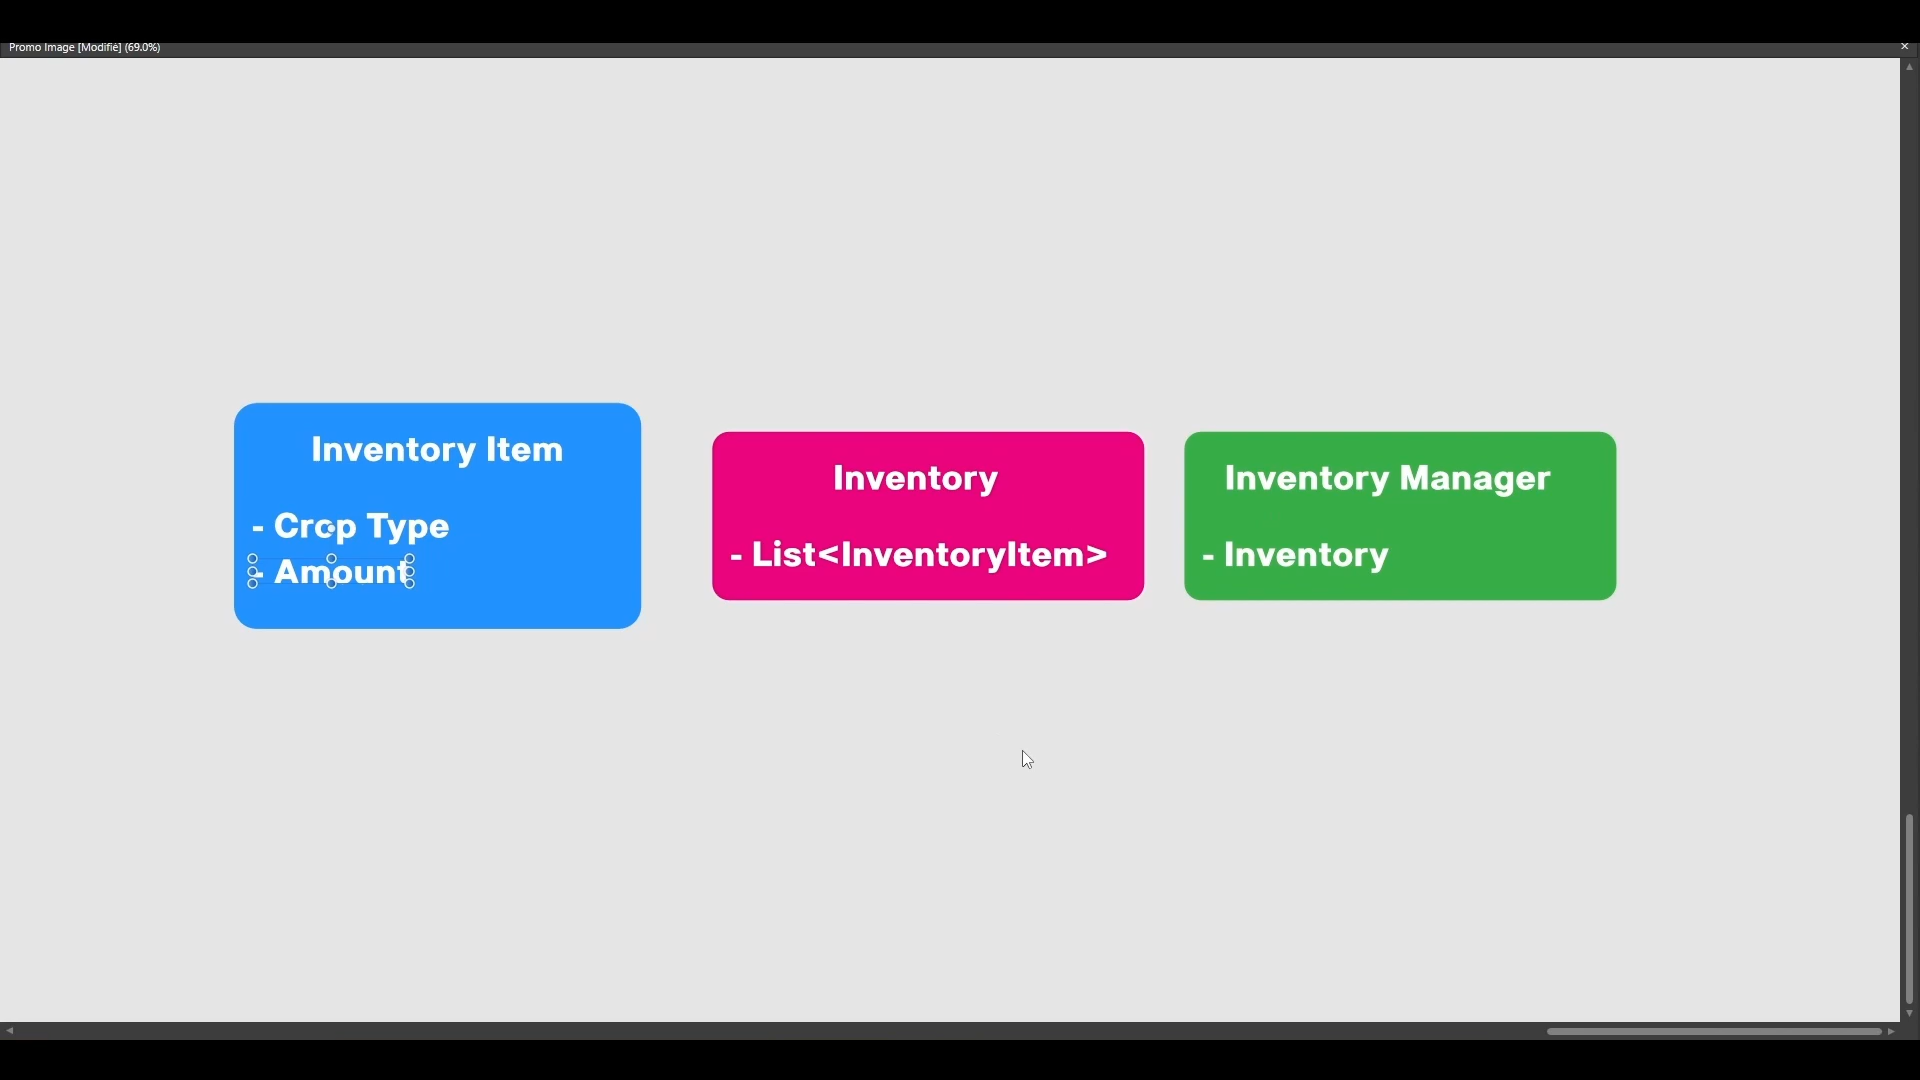 Promo Image [Modifié] (69.0%)
Inventory Item
- Crop Type
- Amount
Inventory
- List<InventoryItem>
Inventory Manager
- Inventory